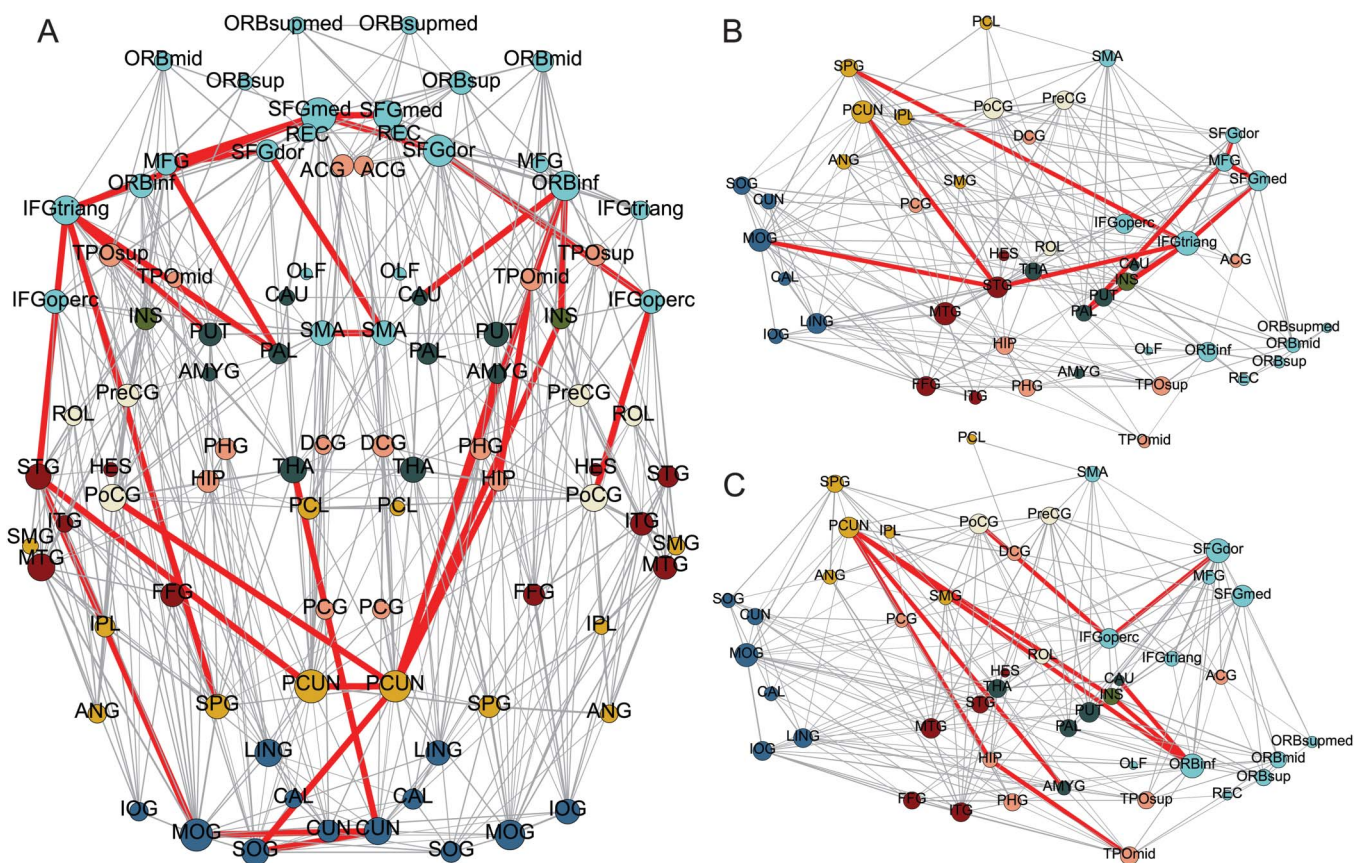 A
ORBsupmed ORBsupmed
ORBmid ORBmid
ORBsup ORBsup
SFGmed SFGmed
REC REC
SFGdor SFGdor
MFG ACG ACG MFG
ORBinf ORBinf
IFGtriang IFGtriang
TPOsup TPOsup
TPOmid OLF OLF TPOmid
IFGoperc CAU CAU IFGoperc
INS INS
PUT SMA SMA PUT
PAL PAL
AMYG AMYG
PreCG PreCG
ROL ROL
PHG DCG DCG PHG
STG HES THA THA HES STG
HIP HIP
PoCG PCL PCL PoCG
ITG ITG
SMG SMG
MTG MTG
FFG FFG
PCG PCG
IPL IPL
PCUN PCUN
ANG SPG SPG ANG
LING LING
CAL CAL
IOG IOG
MOG CUN CUN MOG
SOG SOG
B
PCL
SMA
SPG
PCUN IPL PoCG PreCG
DCG SFGdor
ANG MFG
SOG SMG SFGmed
CUN PCG
MOG IFGoperc
HES ROL IFGtriang
CAL THA CAU ACG
STG INS
PUT
LING MTG PAL
IOG ORBsupmed
HIP OLF ORBinf ORBmid
FFG AMYG ORBsup
ITG PHG TPOsup REC
TPOmid
C
PCL
SMA
SPG
PCUN IPL PoCG PreCG
DCG SFGdor
ANG MFG
SOG SMG SFGmed
CUN PCG
MOG IFGoperc
ROL IFGtriang
HES CAU ACG
CAL THA INS
STG PUT
LING MTG PAL
IOG ORBsupmed
HIP OLF ORBinf ORBmid
AMYG ORBsup
FFG PHG TPOsup REC
ITG
TPOmid